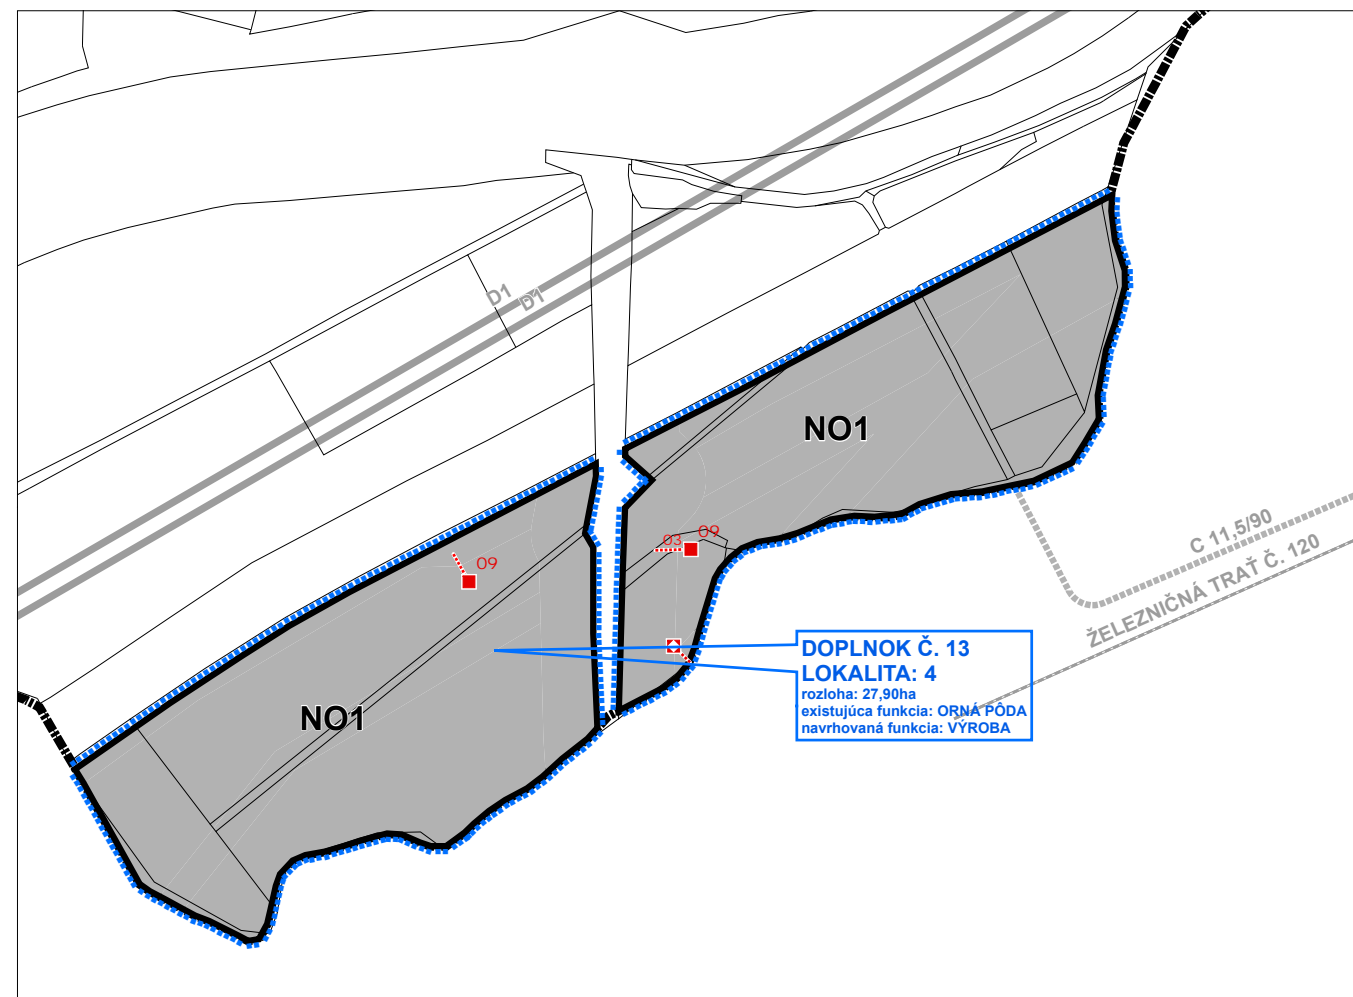 D1
D1
NO1
09
03
09
C 11,5/90
ŽELEZNIČNÁ TRAŤ Č. 120
DOPLNOK Č. 13
LOKALITA: 4
rozloha: 27,90ha
existujúca funkcia: ORNÁ PÔDA
navrhovaná funkcia: VÝROBA
NO1